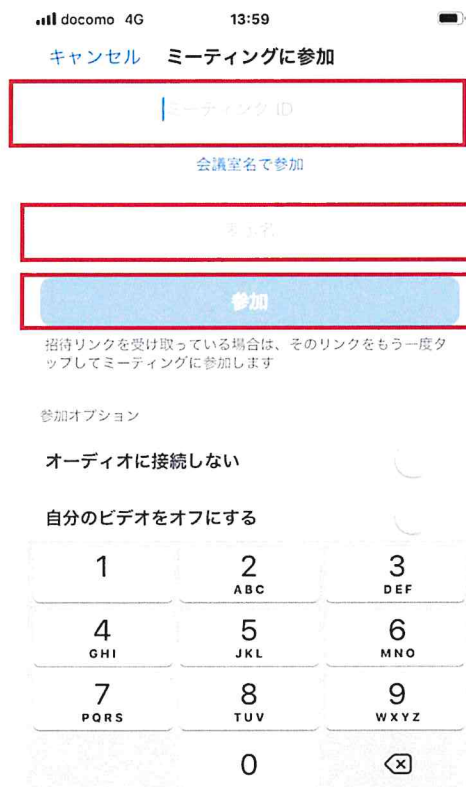 docomo 4G 13:59
キャンセル ミーティングに参加
ミーティング ID
会議室名で参加
参加
招待リンクを受け取っている場合は、そのリンクをもう一度タ
ップしてミーティングに参加します
参加オプション
オーディオに接続しない
自分のビデオをオフにする
1 2 3
ABC DEF
4 5 6
GHI JKL MNO
7 8 9
PQRS TUV WXYZ
0